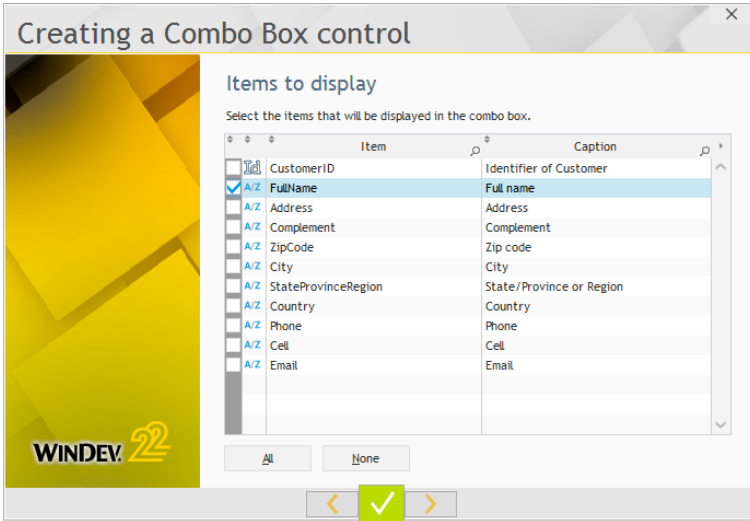 Creating a Combo Box control
Items to display
Select the items that will be displayed in the combo box.
Item Caption
Id CustomerID Identifier of Customer
A/Z FullName Full name
A/Z Address Address
A/Z Complement Complement
A/Z ZipCode Zip code
A/Z City City
A/Z StateProvinceRegion State/Province or Region
A/Z Country Country
A/Z Phone Phone
A/Z Cell Cell
A/Z Email Email
WINDEV. 22
All None